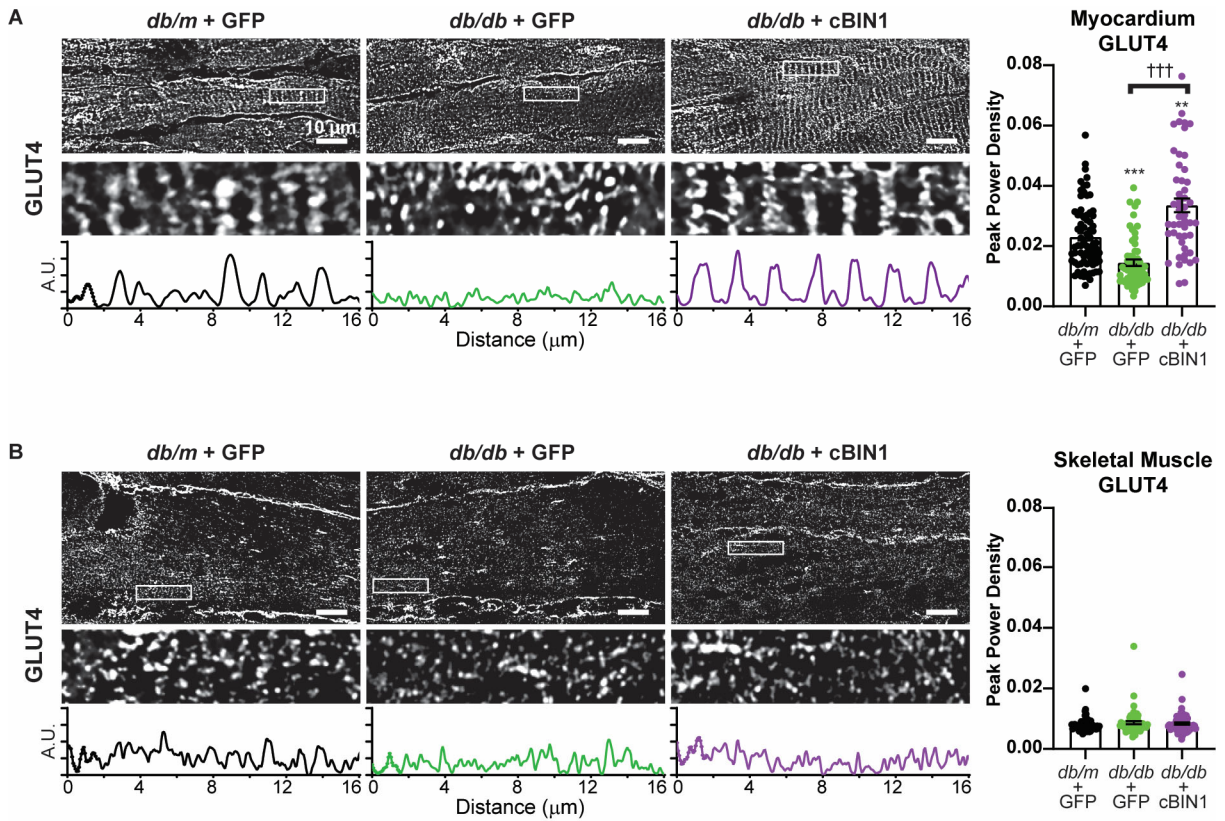 A
db/m + GFP
db/db + GFP
db/db + cBIN1
GLUT4
10 µm
A.U.
0 4 8 12 16
0 4 8 12 16
0 4 8 12 16
Distance (µm)
Myocardium
GLUT4
Peak Power Density
0.08
0.06
0.04
0.02
0.00
†††
**
***
db/m db/db db/db
+ + +
GFP GFP cBIN1
B
db/m + GFP
db/db + GFP
db/db + cBIN1
GLUT4
A.U.
0 4 8 12 16
0 4 8 12 16
0 4 8 12 16
Distance (µm)
Skeletal Muscle
GLUT4
Peak Power Density
0.08
0.06
0.04
0.02
0.00
db/m db/db db/db
+ + +
GFP GFP cBIN1